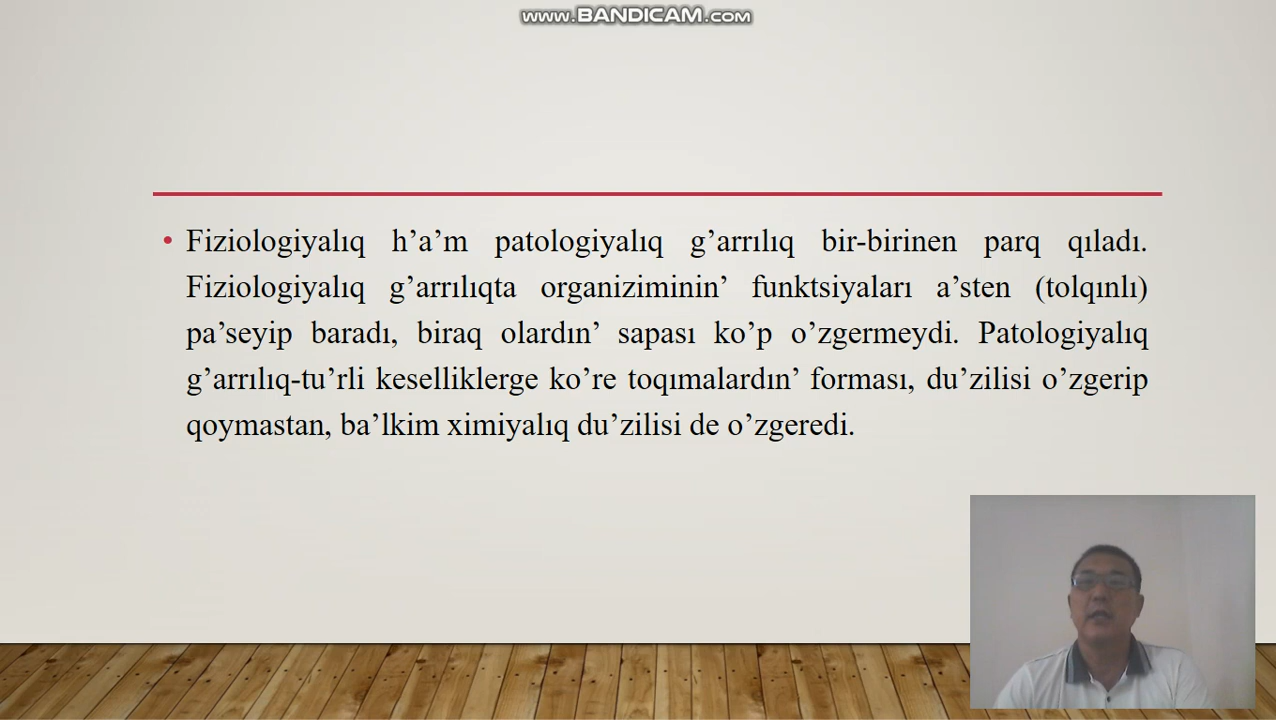 www.BANDICAM.com
• Fiziologiyalıq h’a’m patologiyalıq g’arrılıq bir-birinen parq qıladı.
Fiziologiyalıq g’arrılıqta organiziminin’ funktsiyaları a’sten (tolqınlı)
pa’seyip baradı, biraq olardın’ sapası ko’p o’zgermeydi. Patologiyalıq
g’arrılıq-tu’rli keselliklerge ko’re toqımalardın’ forması, du’zilisi o’zgerip
qoymastan, ba’lkim ximiyalıq du’zilisi de o’zgeredi.